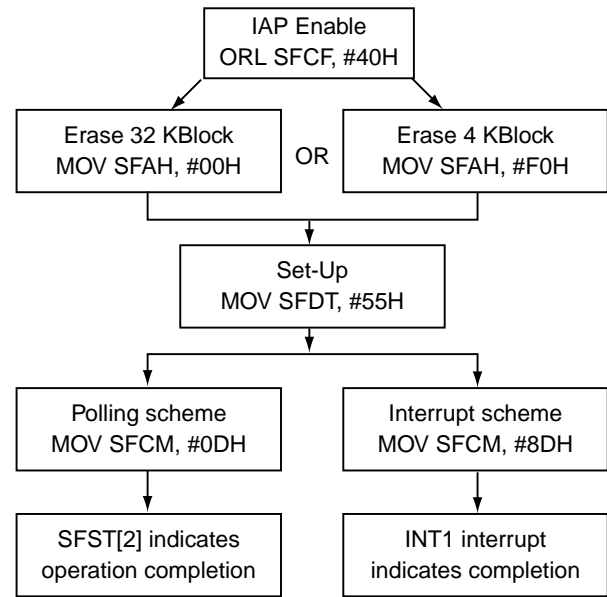 IAP Enable
ORL SFCF, #40H
Erase 32 KBlock
MOV SFAH, #00H
OR
Erase 4 KBlock
MOV SFAH, #F0H
Set-Up
MOV SFDT, #55H
Polling scheme
MOV SFCM, #0DH
Interrupt scheme
MOV SFCM, #8DH
SFST[2] indicates
operation completion
INT1 interrupt
indicates completion